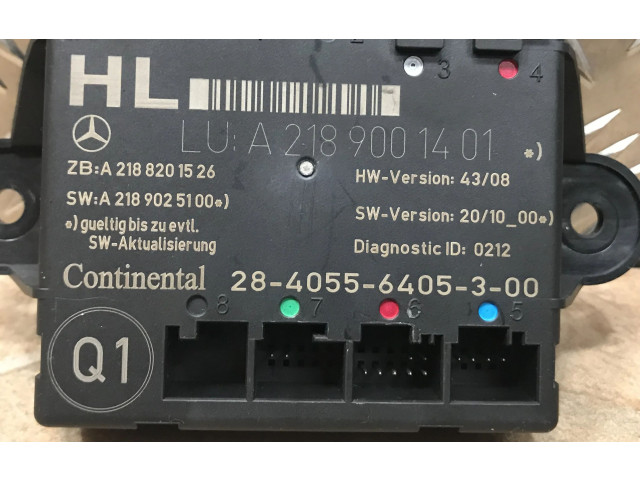 2 3 4
HL
LU: A 218 900 14 01 *)
ZB:A 218 820 15 26
HW-Version: 43/08
SW:A 218 902 51 00*)
SW-Version: 20/10_00*)
*) gueltig bis zu evtl.
SW-Aktualisierung
Diagnostic ID: 0212
Continental 28-4055-6405-3-00
8 7 6 5
Q1